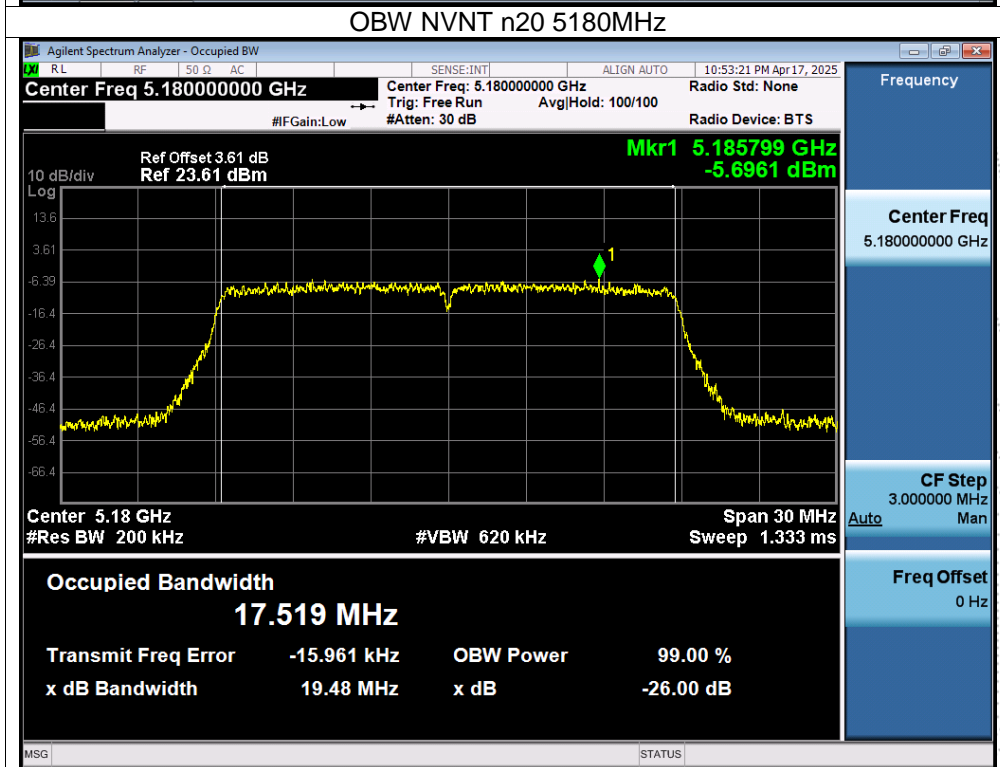 OBW NVNT n20 5180MHz
Agilent Spectrum Analyzer - Occupied BW
LXI RL RF 50 Ω AC SENSE:INT ALIGN AUTO 10:53:21 PM Apr 17, 2025
Center Freq 5.180000000 GHz
Center Freq: 5.180000000 GHz Radio Std: None
Trig: Free Run Avg|Hold: 100/100
#IFGain:Low #Atten: 30 dB Radio Device: BTS
Mkr1 5.185799 GHz
-5.6961 dBm
Ref Offset 3.61 dB
10 dB/div Ref 23.61 dBm
Log
13.6
3.61
-6.39
-16.4
-26.4
-36.4
-46.4
-56.4
-66.4
1
Center 5.18 GHz Span 30 MHz
#Res BW 200 kHz #VBW 620 kHz Sweep 1.333 ms
Occupied Bandwidth
17.519 MHz
Transmit Freq Error -15.961 kHz OBW Power 99.00 %
x dB Bandwidth 19.48 MHz x dB -26.00 dB
Frequency
Center Freq
5.180000000 GHz
CF Step
3.000000 MHz
Auto Man
Freq Offset
0 Hz
MSG STATUS